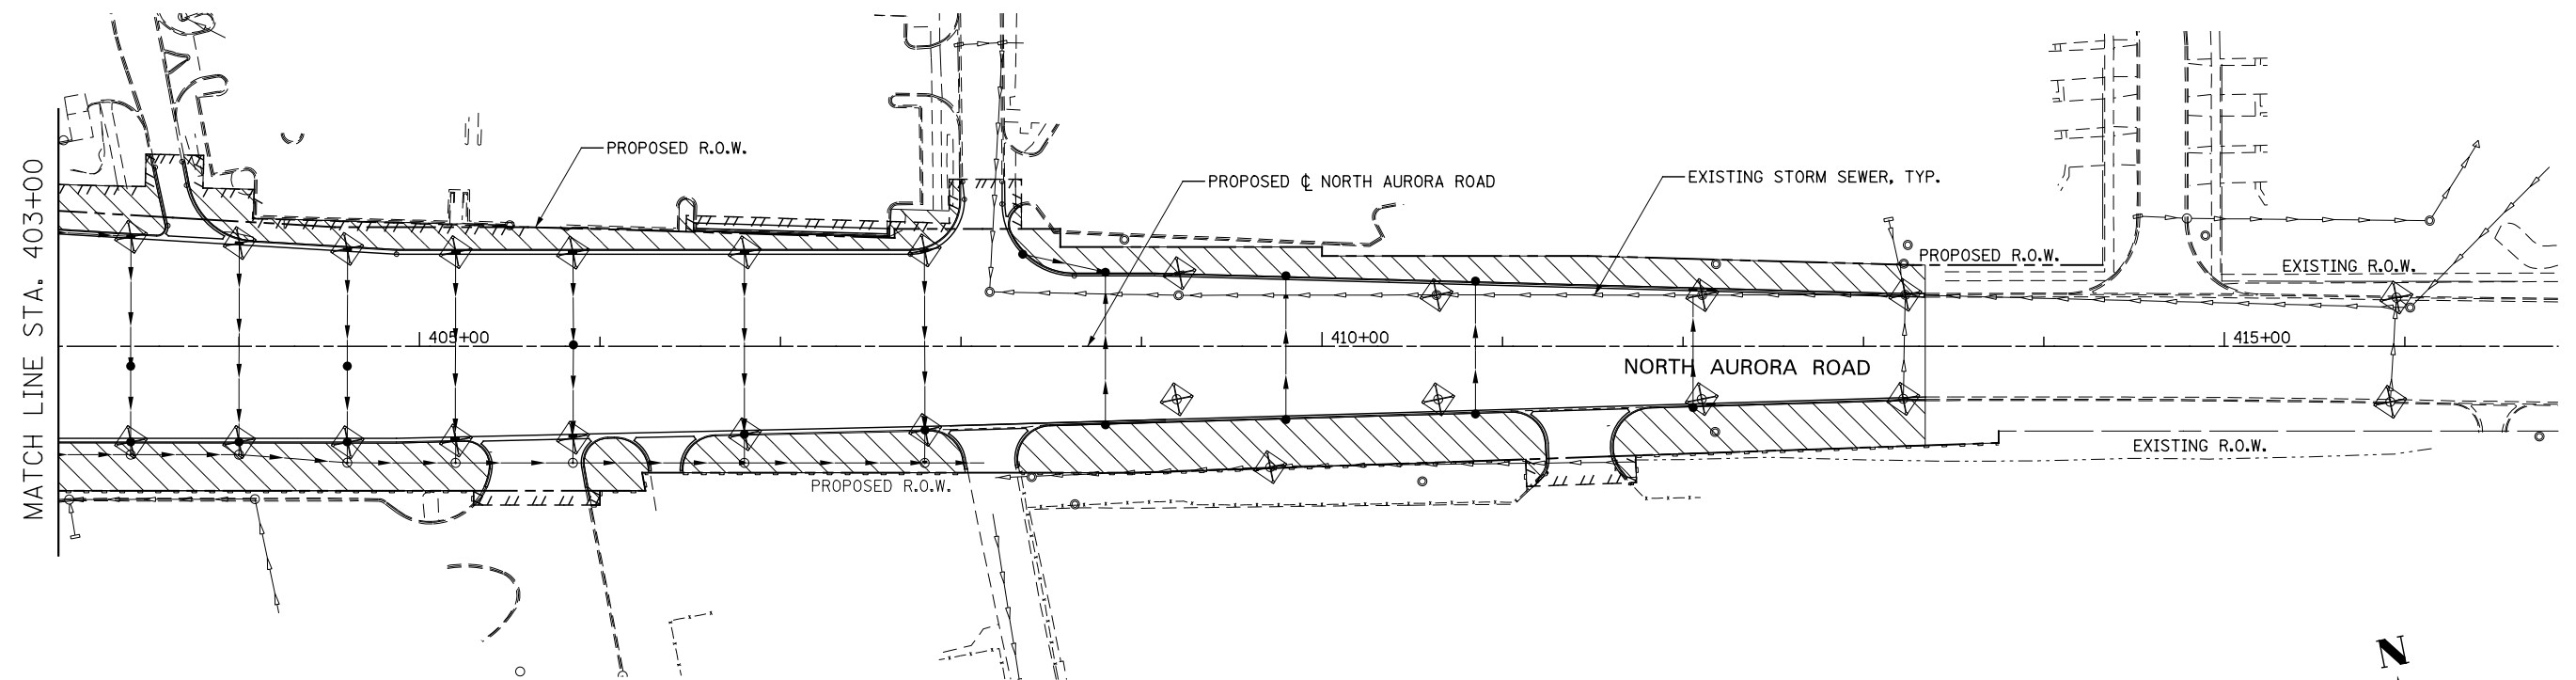 MATCH LINE STA. 403+00
PROPOSED R.O.W.
PROPOSED ℄ NORTH AURORA ROAD
EXISTING STORM SEWER, TYP.
PROPOSED R.O.W.
EXISTING R.O.W.
405+00
410+00
415+00
NORTH AURORA ROAD
EXISTING R.O.W.
PROPOSED R.O.W.
N